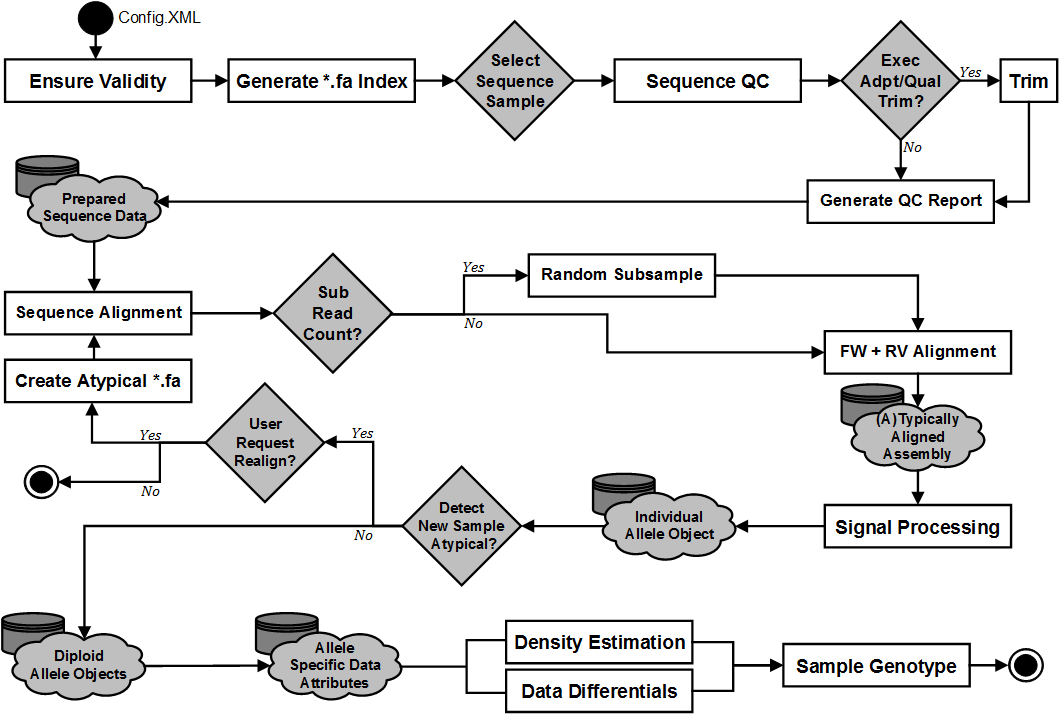 Config.XML
Ensure Validity
Generate *.fa Index
Select
Sequence
Sample
Sequence QC
Exec
Adpt/Qual
Trim?
Yes
Trim
No
Generate QC Report
Prepared
Sequence Data
Sequence Alignment
Sub
Read
Count?
Yes
No
Random Subsample
FW + RV Alignment
(A)Typically
Aligned
Assembly
Signal Processing
Individual
Allele Object
Detect
New Sample
Atypical?
Yes
No
User
Request
Realign?
Yes
No
Create Atypical *.fa
Diploid
Allele Objects
Allele
Specific Data
Attributes
Density Estimation
Data Differentials
Sample Genotype